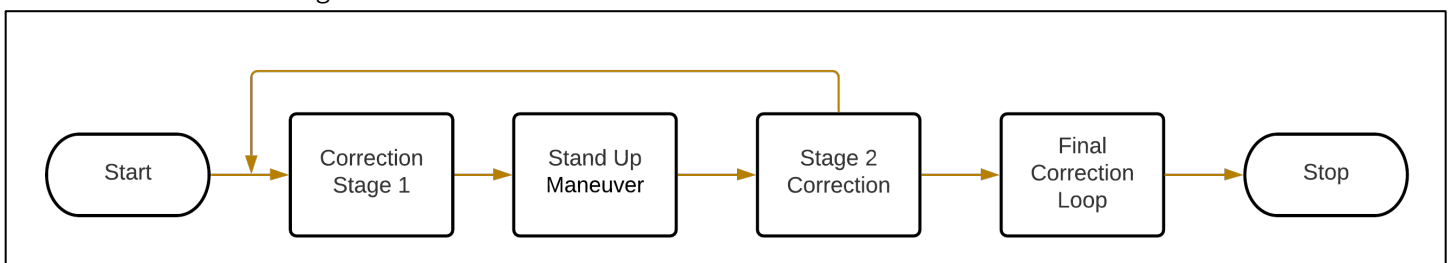 Start
Correction
Stage 1
Stand Up
Maneuver
Stage 2
Correction
Final
Correction
Loop
Stop